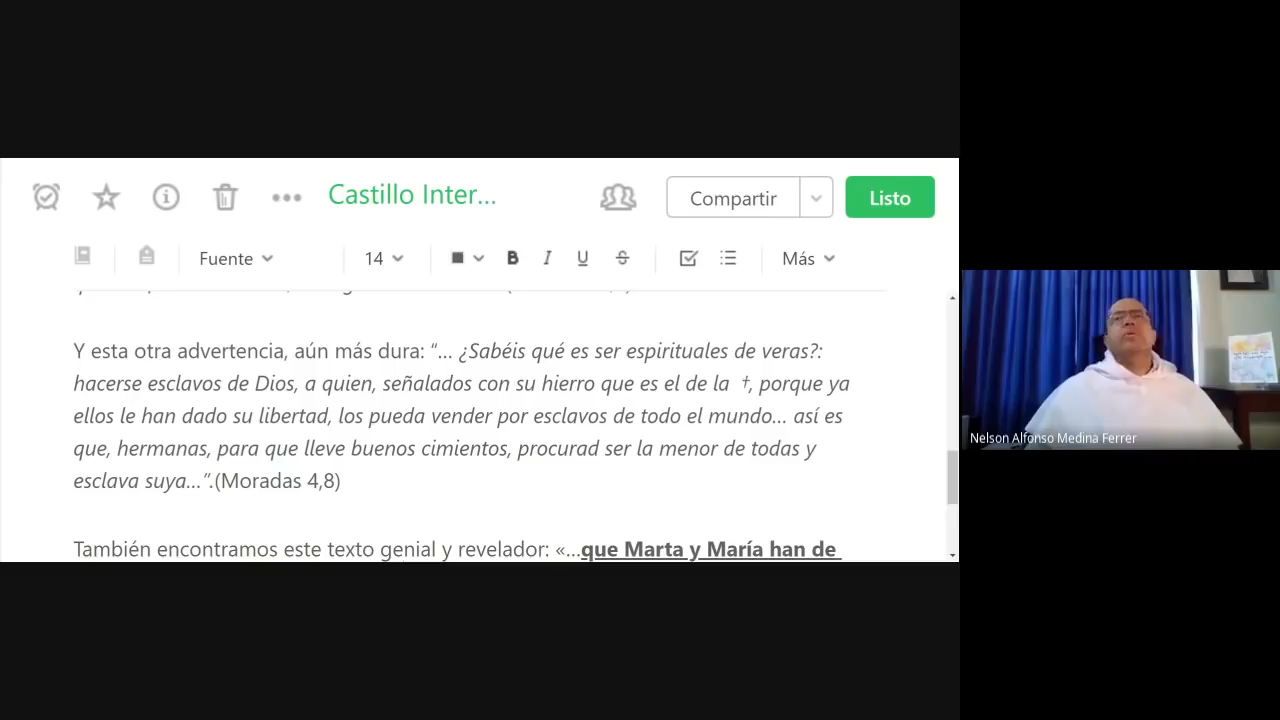 Castillo Inter...
Compartir
Listo
Fuente
14
B I U S
Más
Y esta otra advertencia, aún más dura: “... ¿Sabéis qué es ser espirituales de veras?:
hacerse esclavos de Dios, a quien, señalados con su hierro que es el de la †, porque ya
ellos le han dado su libertad, los pueda vender por esclavos de todo el mundo... así es
que, hermanas, para que lleve buenos cimientos, procurad ser la menor de todas y
esclava suya...”.(Moradas 4,8)
También encontramos este texto genial y revelador: «...que Marta y María han de
Nelson Alfonso Medina Ferrer